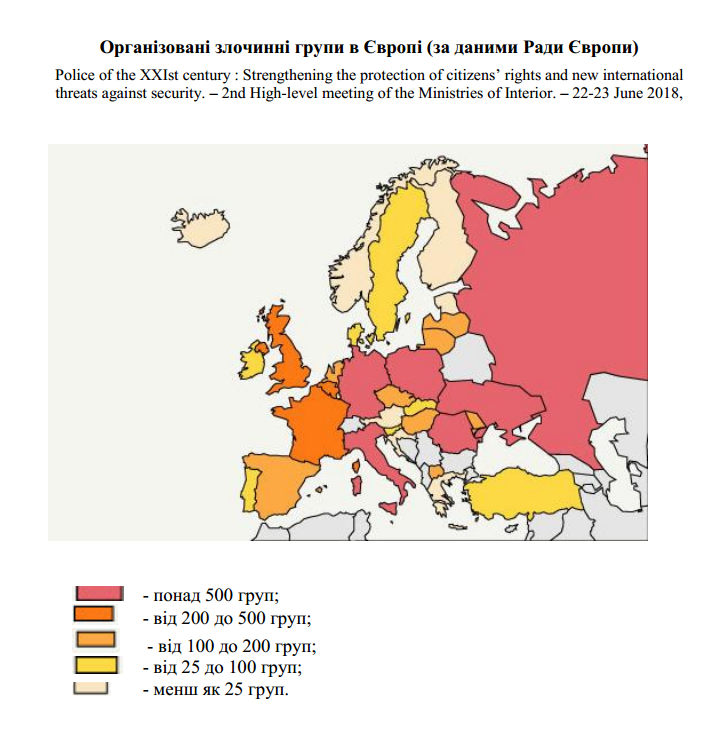 Організовані злочинні групи в Європі (за даними Ради Європи)
Police of the XXIst century : Strengthening the protection of citizens’ rights and new international
threats against security. – 2nd High-level meeting of the Ministries of Interior. – 22-23 June 2018,
- понад 500 груп;
- від 200 до 500 груп;
- від 100 до 200 груп;
- від 25 до 100 груп;
- менш як 25 груп.